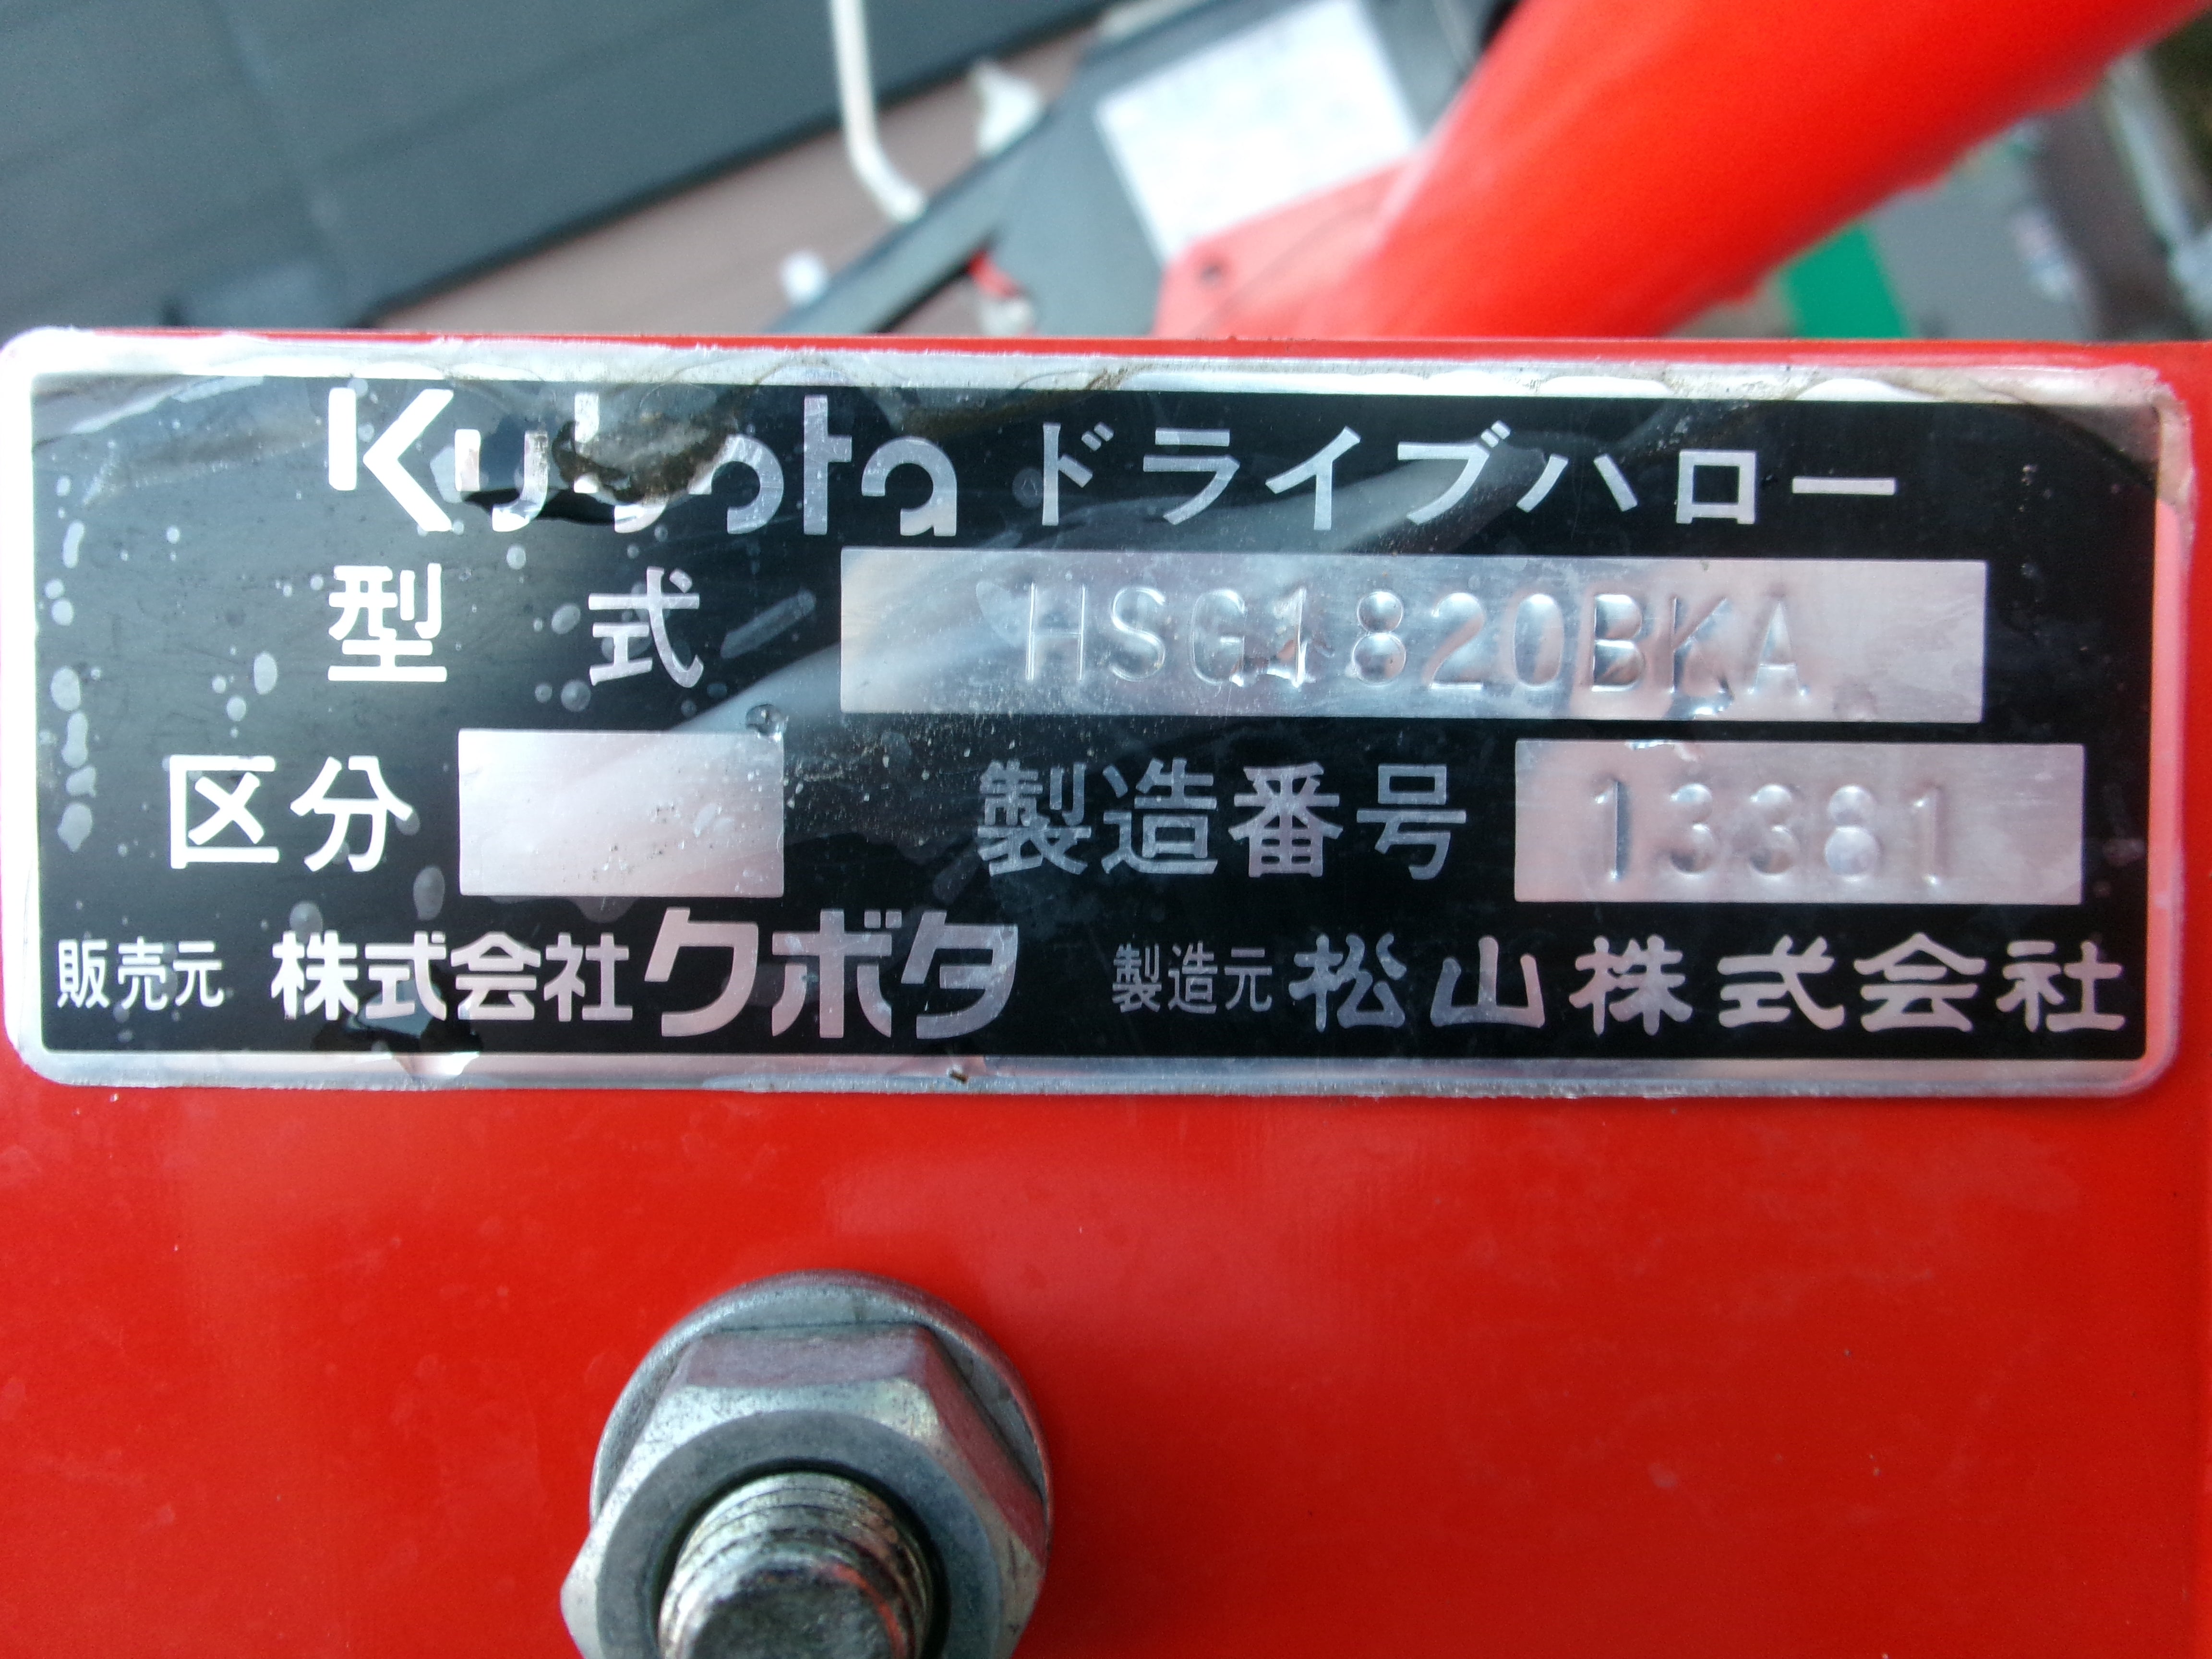 Kubota ドライブハロー
型式 HSG1820BKA
区分 製造番号 13381
販売元 株式会社クボタ 製造元 松山株式会社